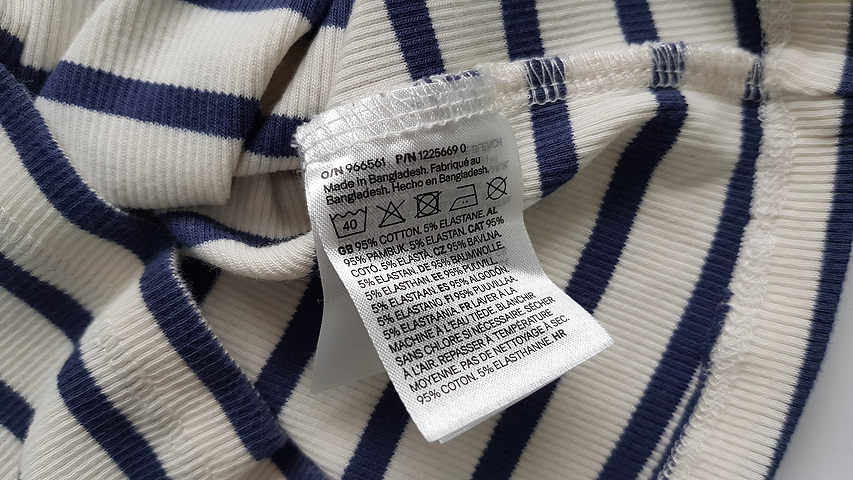 O/N 966561 P/N 1225669 0
Made in Bangladesh. Fabriqué au
Bangladesh. Hecho en Bangladesh.
40
GB 95% COTTON. 5% ELASTANE. AL
95% PAMBUK. 5% ELASTAN. CAT 95%
COTÓ. 5% ELASTÀ. CZ 95% BAVLNA.
5% ELASTAN. DE 95% BAUMWOLLE.
5% ELASTHAN. EE 95% PUUVILL.
5% ELASTAAN. ES 95% ALGODÓN.
5% ELASTANO. FI 95% PUUVILLAA.
5% ELASTAANIA. FR LAVER À LA
MACHINE À L'EAU TIÈDE. BLANCHIR
SANS CHLORE SI NÉCESSAIRE. SÉCHER
À L'AIR. REPASSER À TEMPÉRATURE
MOYENNE. PAS DE NETTOYAGE À SEC.
95% COTON. 5% ELASTHANNE. HR